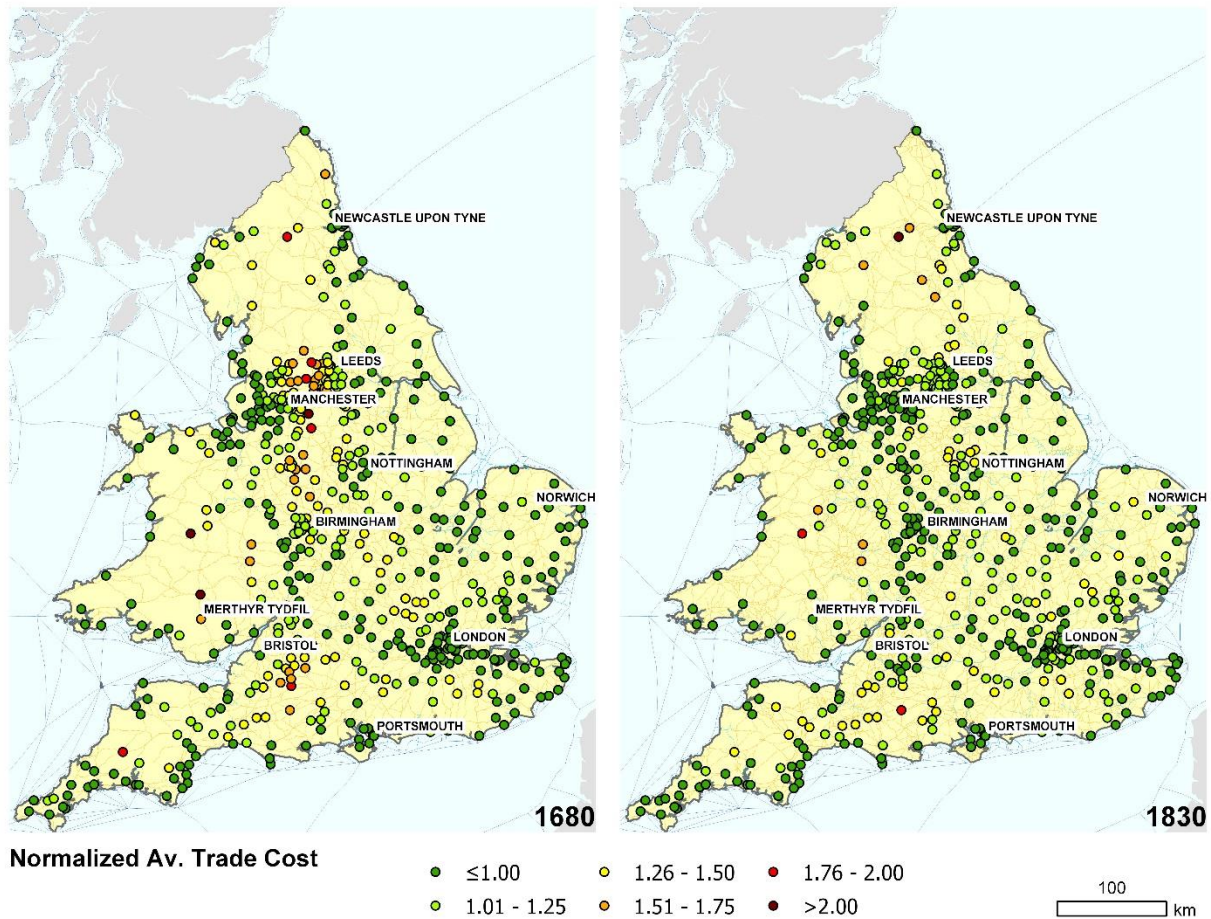 NEWCASTLE UPON TYNE
LEEDS
MANCHESTER
NOTTINGHAM
NORWICH
BIRMINGHAM
MERTHYR TYDFIL
LONDON
BRISTOL
PORTSMOUTH
1680
NEWCASTLE UPON TYNE
LEEDS
MANCHESTER
NOTTINGHAM
NORWICH
BIRMINGHAM
MERTHYR TYDFIL
LONDON
BRISTOL
PORTSMOUTH
1830
Normalized Av. Trade Cost
≤1.00
1.26 - 1.50
1.76 - 2.00
1.01 - 1.25
1.51 - 1.75
>2.00
100
km